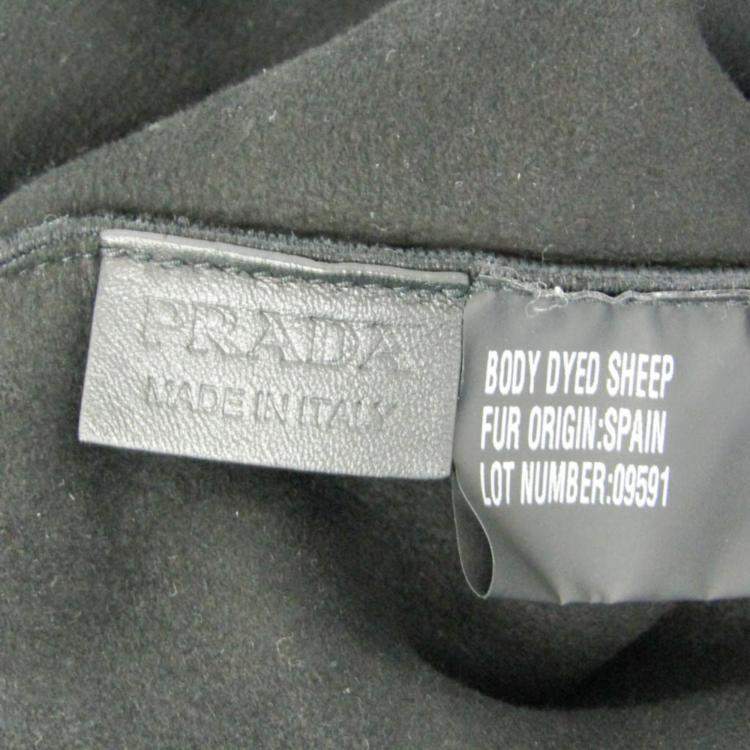 PRADA
MADE IN ITALY
BODY DYED SHEEP
FUR ORIGIN:SPAIN
LOT NUMBER:09591